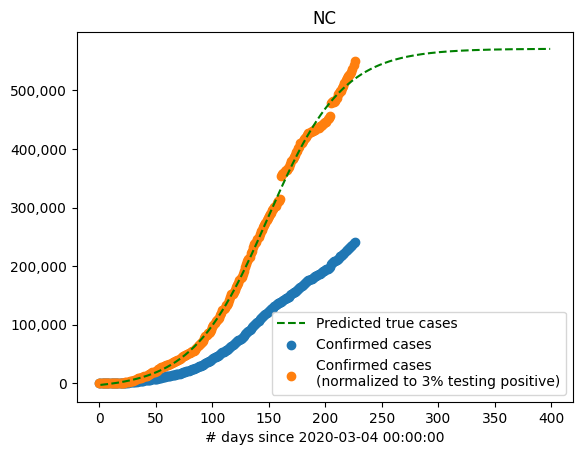 NC
500,000
400,000
300,000
200,000
100,000
0
Predicted true cases
Confirmed cases
Confirmed cases
(normalized to 3% testing positive)
0 50 100 150 200 250 300 350 400
# days since 2020-03-04 00:00:00